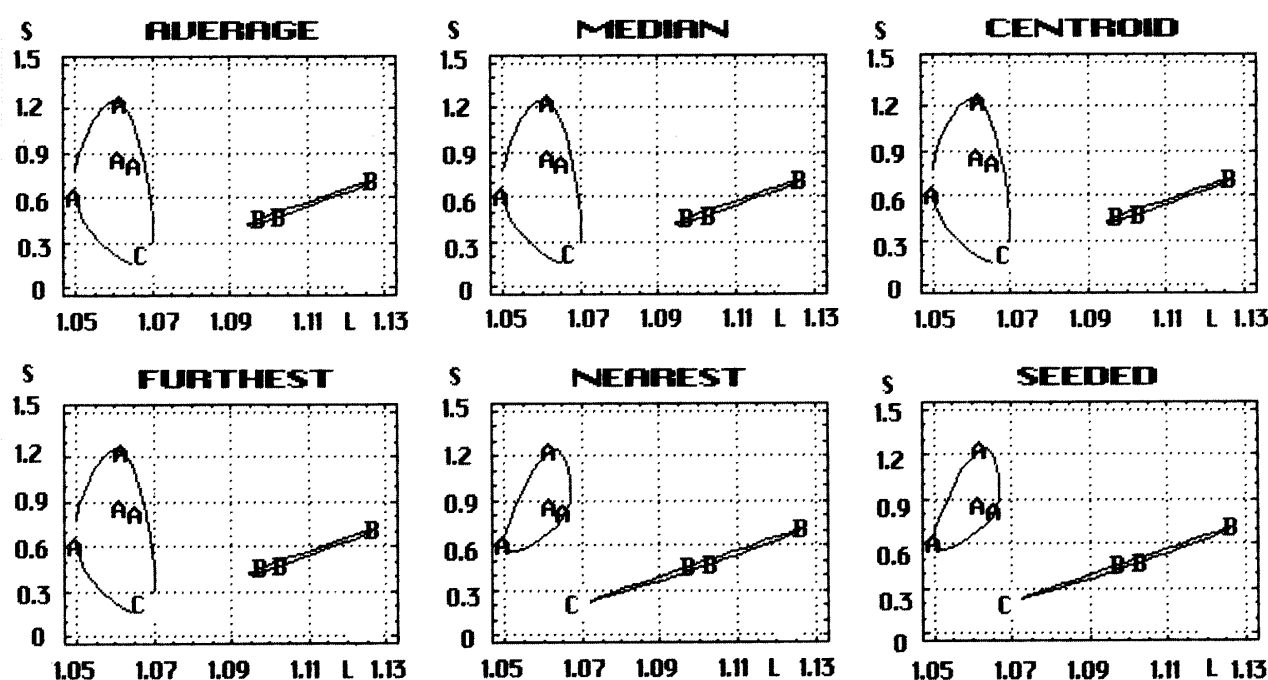 S AVERAGE
1.5
1.2
0.9
0.6
0.3
0
A
A
A
A
B
B
B
C
1.05 1.07 1.09 1.11 L 1.13
S MEDIAN
1.5
1.2
0.9
0.6
0.3
0
A
A
A
A
B
B
B
C
1.05 1.07 1.09 1.11 L 1.13
S CENTROID
1.5
1.2
0.9
0.6
0.3
0
A
A
A
A
B
B
B
C
1.05 1.07 1.09 1.11 L 1.13
S FURTHEST
1.5
1.2
0.9
0.6
0.3
0
A
A
A
A
B
B
B
C
1.05 1.07 1.09 1.11 L 1.13
S NEAREST
1.5
1.2
0.9
0.6
0.3
0
A
A
A
A
B
B
B
C
1.05 1.07 1.09 1.11 L 1.13
S SEEDED
1.5
1.2
0.9
0.6
0.3
0
A
A
A
A
B
B
B
C
1.05 1.07 1.09 1.11 L 1.13